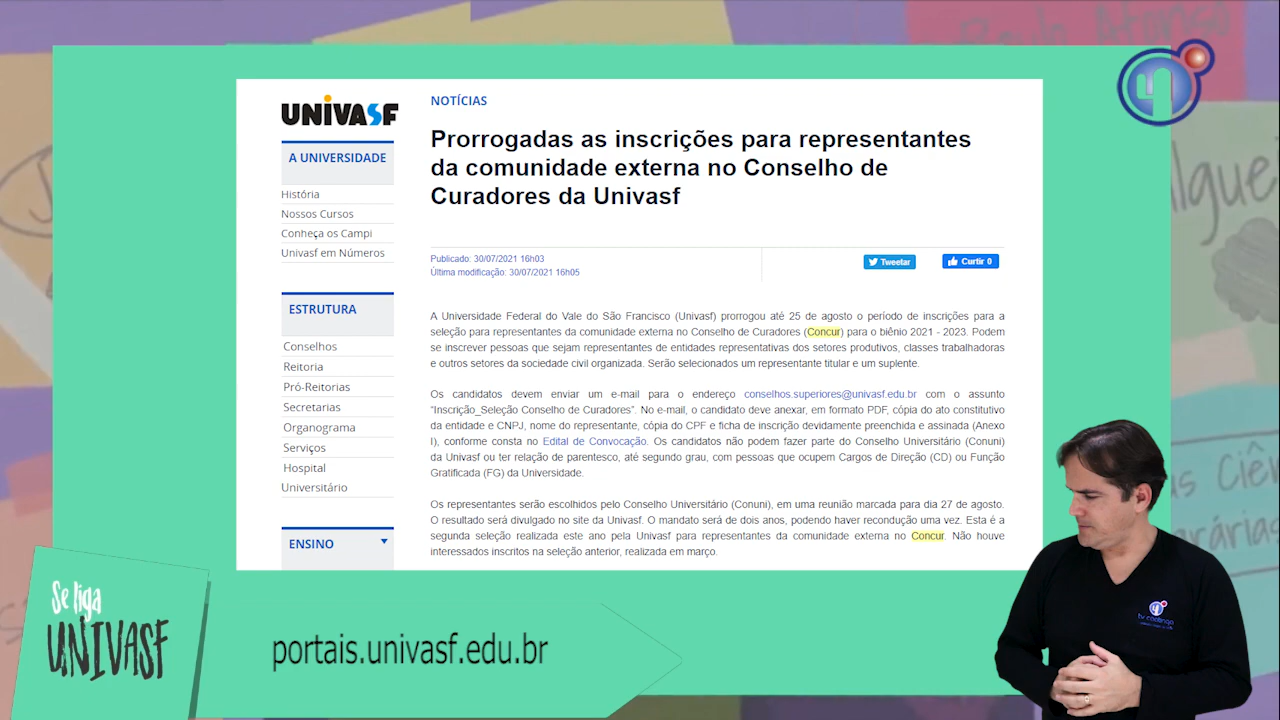 Paulo Afonso
UNIVASF
A UNIVERSIDADE
História
Nossos Cursos
Conheça os Campi
Univasf em Números
ESTRUTURA
Conselhos
Reitoria
Pró-Reitorias
Secretarias
Organograma
Serviços
Hospital
Universitário
ENSINO
NOTÍCIAS
Prorrogadas as inscrições para representantes
da comunidade externa no Conselho de
Curadores da Univasf
Publicado: 30/07/2021 16h03
Última modificação: 30/07/2021 16h05
Tweetar
Curtir 0
A Universidade Federal do Vale do São Francisco (Univasf) prorrogou até 25 de agosto o período de inscrições para a
seleção para representantes da comunidade externa no Conselho de Curadores (Concur) para o biênio 2021 - 2023. Podem
se inscrever pessoas que sejam representantes de entidades representativas dos setores produtivos, classes trabalhadoras
e outros setores da sociedade civil organizada. Serão selecionados um representante titular e um suplente.
Os candidatos devem enviar um e-mail para o endereço conselhos.superiores@univasf.edu.br com o assunto
“Inscrição_Seleção Conselho de Curadores”. No e-mail, o candidato deve anexar, em formato PDF, cópia do ato constitutivo
da entidade e CNPJ, nome do representante, cópia do CPF e ficha de inscrição devidamente preenchida e assinada (Anexo
I), conforme consta no Edital de Convocação. Os candidatos não podem fazer parte do Conselho Universitário (Conuni)
da Univasf ou ter relação de parentesco, até segundo grau, com pessoas que ocupem Cargos de Direção (CD) ou Função
Gratificada (FG) da Universidade.
Os representantes serão escolhidos pelo Conselho Universitário (Conuni), em uma reunião marcada para dia 27 de agosto.
O resultado será divulgado no site da Univasf. O mandato será de dois anos, podendo haver recondução uma vez. Esta é a
segunda seleção realizada este ano pela Univasf para representantes da comunidade externa no Concur. Não houve
interessados inscritos na seleção anterior, realizada em março.
Se liga
UNIVASF
portais.univasf.edu.br
tv caatinga